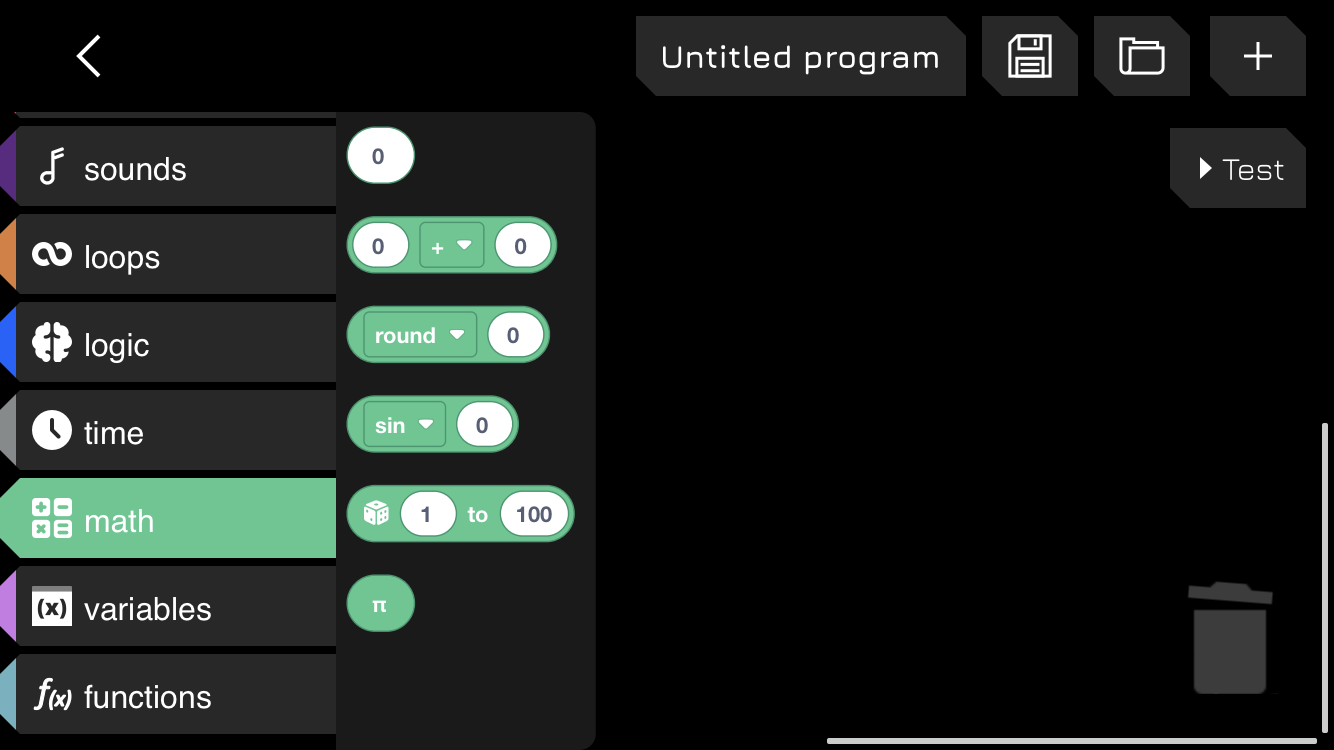 Untitled program
Test
sounds
loops
logic
time
math
variables
functions
0
0 + 0
round 0
sin 0
1 to 100
π
(x)
f(x)